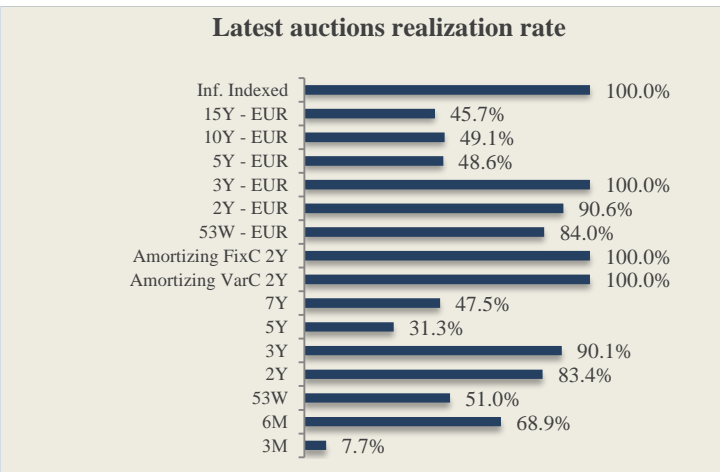 Latest auctions realization rate
Inf. Indexed 100.0%
15Y - EUR 45.7%
10Y - EUR 49.1%
5Y - EUR 48.6%
3Y - EUR 100.0%
2Y - EUR 90.6%
53W - EUR 84.0%
Amortizing FixC 2Y 100.0%
Amortizing VarC 2Y 100.0%
7Y 47.5%
5Y 31.3%
3Y 90.1%
2Y 83.4%
53W 51.0%
6M 68.9%
3M 7.7%